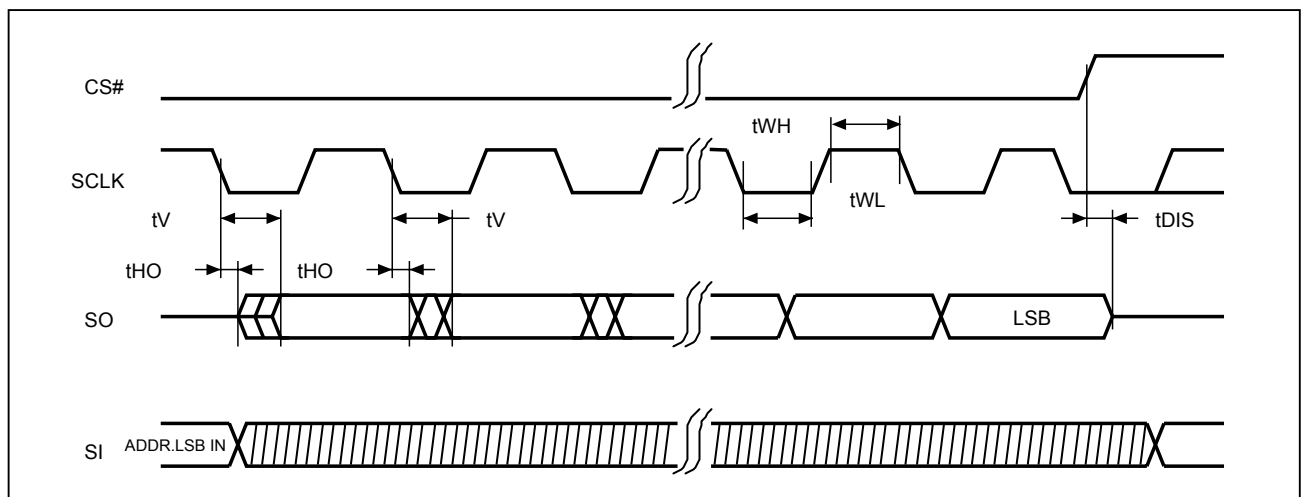 CS#
tWH
SCLK
tWL
tV
tV
tDIS
tHO
tHO
SO
LSB
SI
ADDR.LSB IN